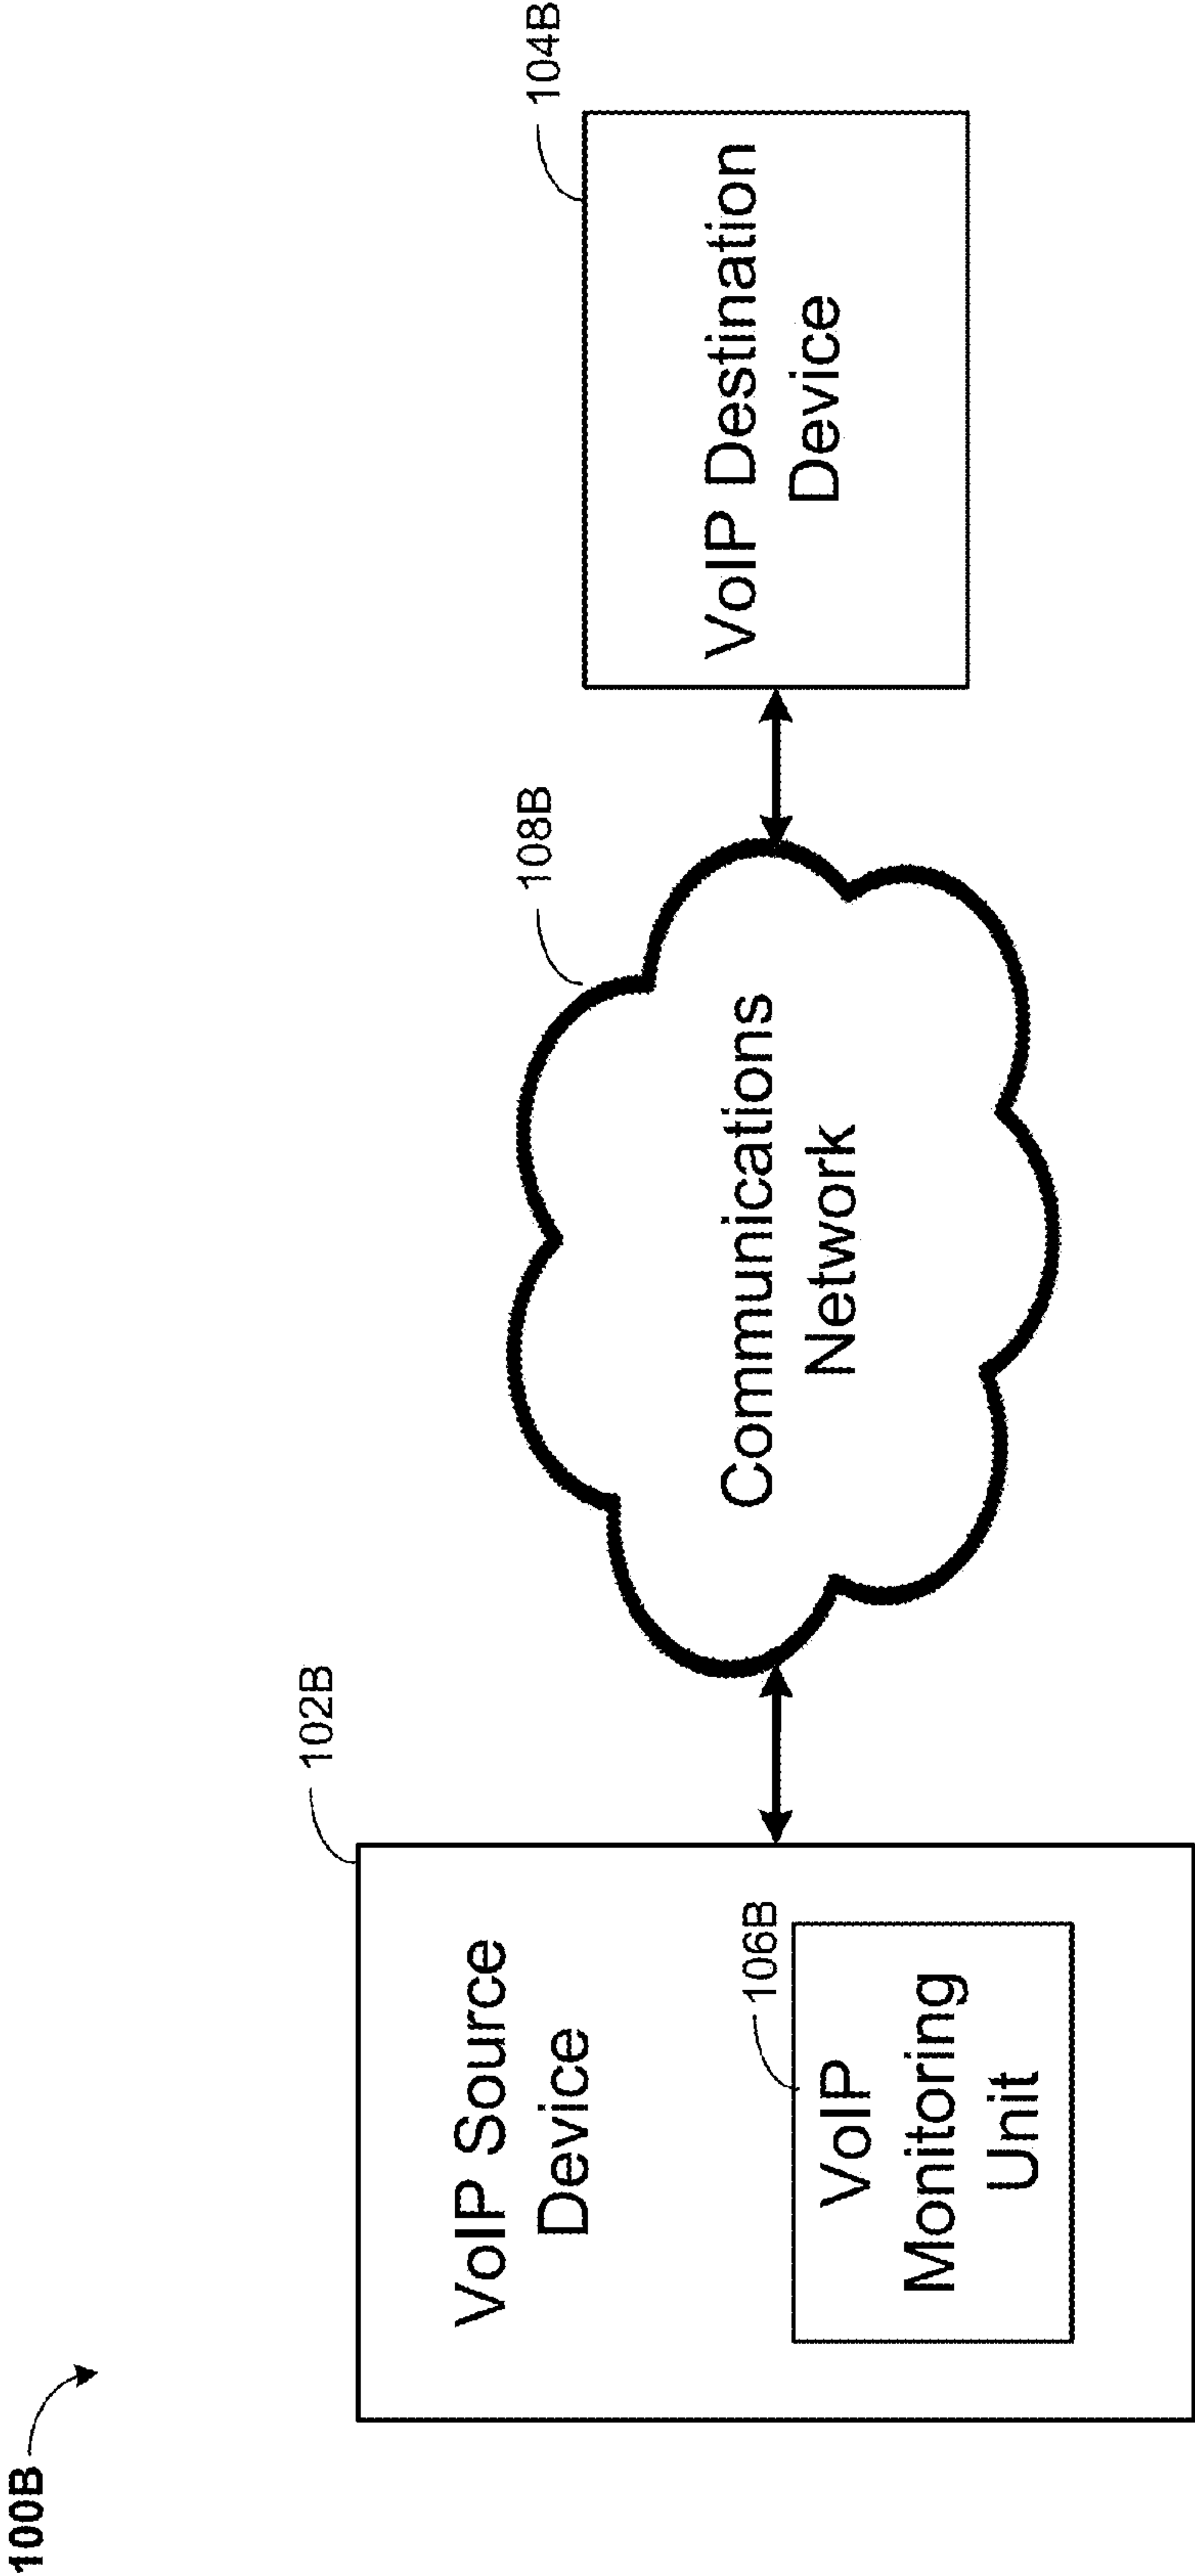 100B
102B
VoIP Source
Device
106B
VoIP
Monitoring
Unit
108B
Communications
Network
104B
VoIP Destination
Device